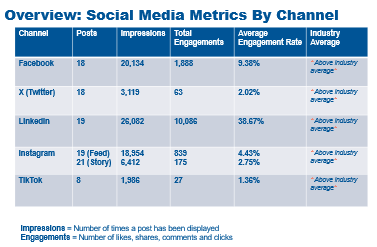 Overview: Social Media Metrics By Channel
Channel Posts Impressions Total Engagements Average Engagement Rate Industry Average
Facebook 18 20,134 1,888 9.38% *Above industry average*
X (Twitter) 18 3,119 63 2.02% *Above industry average*
LinkedIn 19 26,082 10,086 38.67% *Above industry average*
Instagram 19 (Feed) 18,954 839 4.43% *Above industry average*
21 (Story) 6,412 175 2.75%
TikTok 8 1,986 27 1.36% *Above industry average*
Impressions = Number of times a post has been displayed
Engagements = Number of likes, shares, comments and clicks